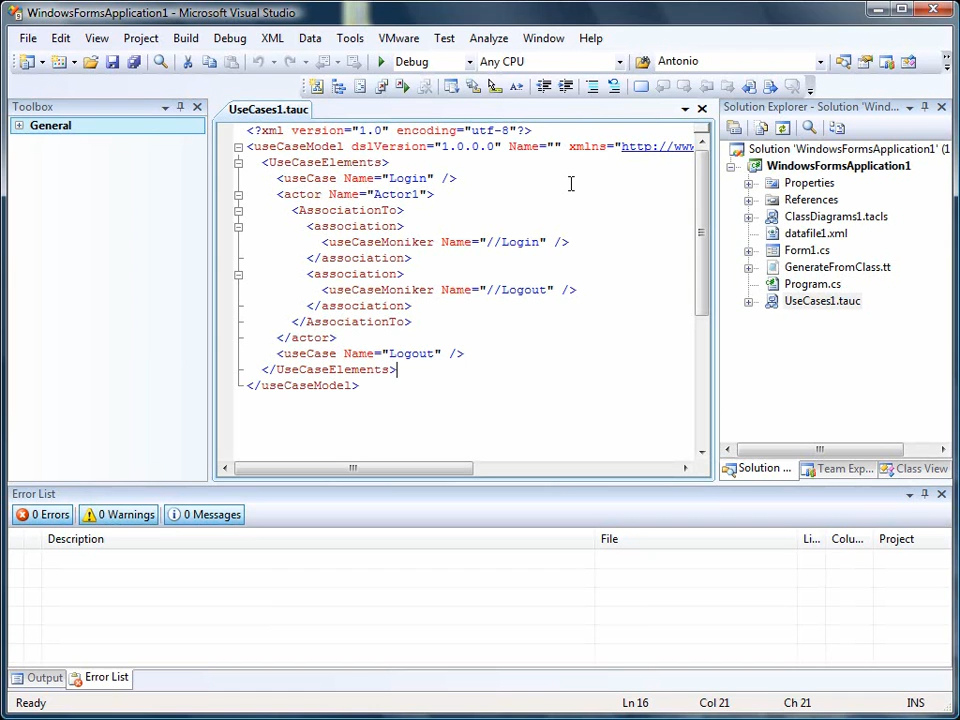 WindowsFormsApplication1 - Microsoft Visual Studio
File Edit View Project Build Debug XML Data Tools VMware Test Analyze Window Help
Debug Any CPU Antonio
Toolbox
General
UseCases1.tauc
<?xml version="1.0" encoding="utf-8"?>
<useCaseModel dslVersion="1.0.0.0" Name="" xmlns="http://www
<UseCaseElements>
<useCase Name="Login" />
<actor Name="Actor1">
<AssociationTo>
<association>
<useCaseMoniker Name="//Login" />
</association>
<association>
<useCaseMoniker Name="//Logout" />
</association>
</AssociationTo>
</actor>
<useCase Name="Logout" />
</UseCaseElements>
</useCaseModel>
Solution Explorer - Solution 'Wind...
Solution 'WindowsFormsApplication1' (1
WindowsFormsApplication1
Properties
References
ClassDiagrams1.tacls
datafile1.xml
Form1.cs
GenerateFromClass.tt
Program.cs
UseCases1.tauc
Solution ... Team Exp... Class View
Error List
0 Errors 0 Warnings 0 Messages
Description File Li... Colu... Project
Output Error List
Ready Ln 16 Col 21 Ch 21 INS